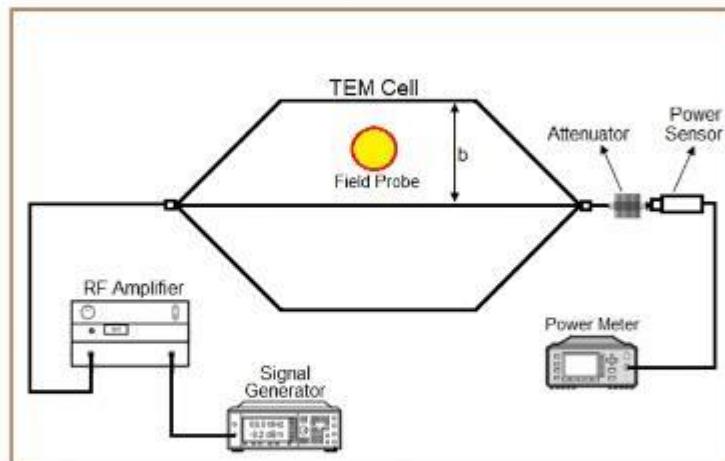 TEM Cell
Attenuator
Power
Sensor
b
Field Probe
RF Amplifier
Signal
Generator
Power Meter